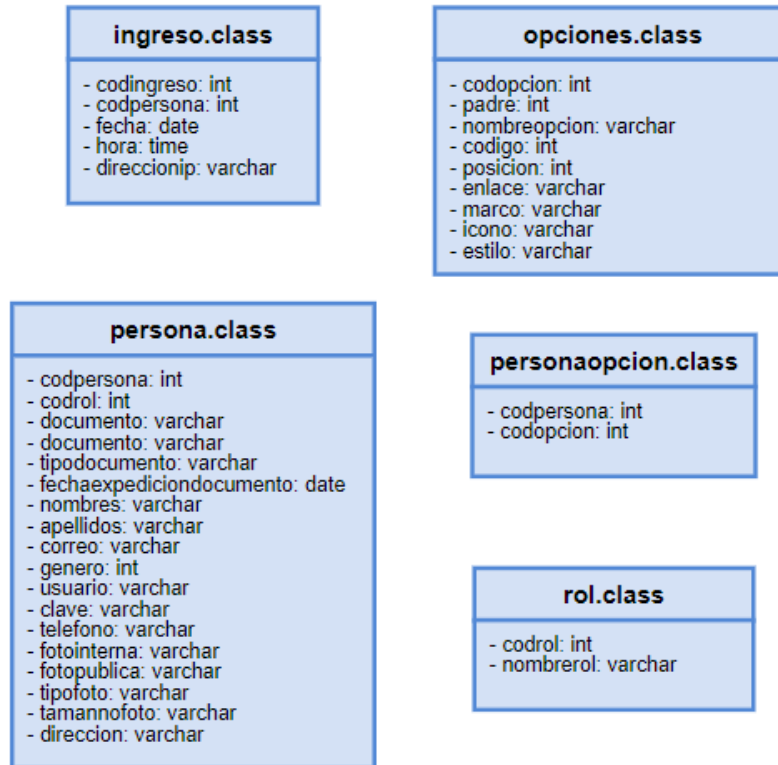 ingreso.class
- codingreso: int
- codpersona: int
- fecha: date
- hora: time
- direccionip: varchar
opciones.class
- codopcion: int
- padre: int
- nombreopcion: varchar
- codigo: int
- posicion: int
- enlace: varchar
- marco: varchar
- icono: varchar
- estilo: varchar
persona.class
- codpersona: int
- codrol: int
- documento: varchar
- documento: varchar
- tipodocumento: varchar
- fechaexpediciondocumento: date
- nombres: varchar
- apellidos: varchar
- correo: varchar
- genero: int
- usuario: varchar
- clave: varchar
- telefono: varchar
- fotointerna: varchar
- fotopublica: varchar
- tipofoto: varchar
- tamannofoto: varchar
- direccion: varchar
personaopcion.class
- codpersona: int
- codopcion: int
rol.class
- codrol: int
- nombrerol: varchar